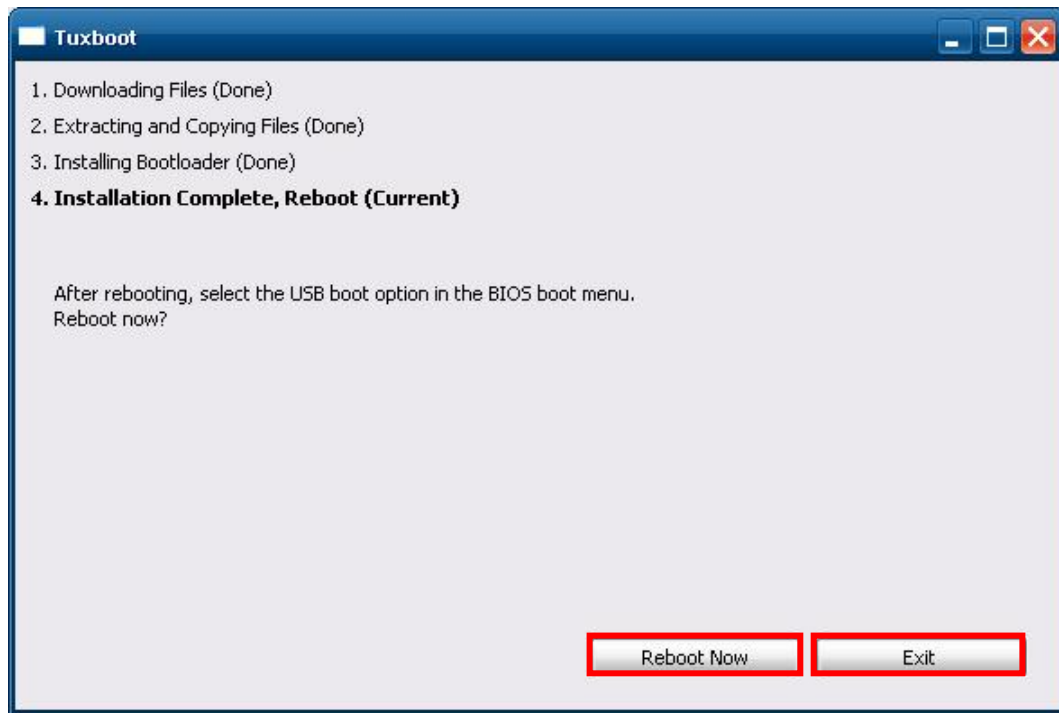 Tuxboot
1. Downloading Files (Done)
2. Extracting and Copying Files (Done)
3. Installing Bootloader (Done)
4. Installation Complete, Reboot (Current)
After rebooting, select the USB boot option in the BIOS boot menu.
Reboot now?
Reboot Now
Exit